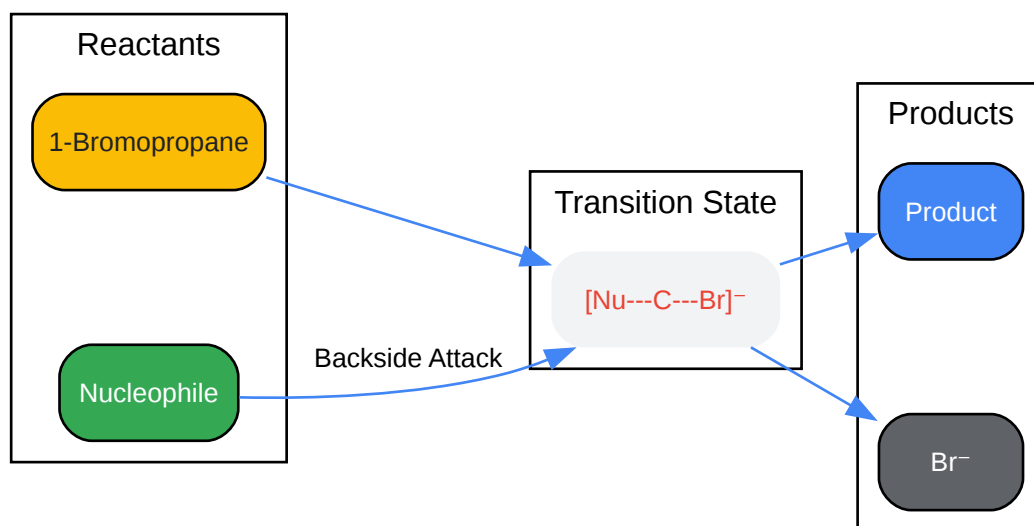 Reactants
1-Bromopropane
Nucleophile
Backside Attack
Transition State
[Nu---C---Br]⁻
Products
Product
Br⁻